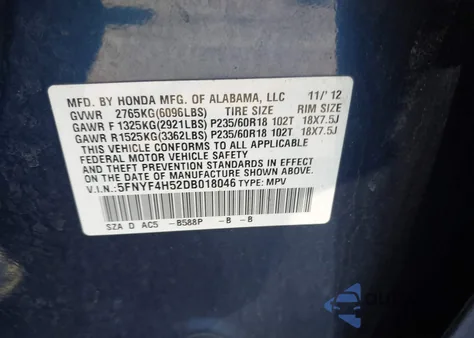 MFD. BY HONDA MFG. OF ALABAMA, LLC 11/'12
GVWR 2765KG(6096LBS) TIRE SIZE RIM SIZE
GAWR F 1325KG(2921LBS) P235/60R18 102T 18X7.5J
GAWR R 1525KG(3362LBS) P235/60R18 102T 18X7.5J
THIS VEHICLE CONFORMS TO ALL APPLICABLE
FEDERAL MOTOR VEHICLE SAFETY, BUMPER,
AND THEFT PREVENTION STANDARDS IN EFFECT
ON THE DATE OF MANUFACTURE SHOWN ABOVE.
V.I.N.: 5FNYF4H52DB018046 TYPE: MPV
SZA D AC5 -B588P -B -B